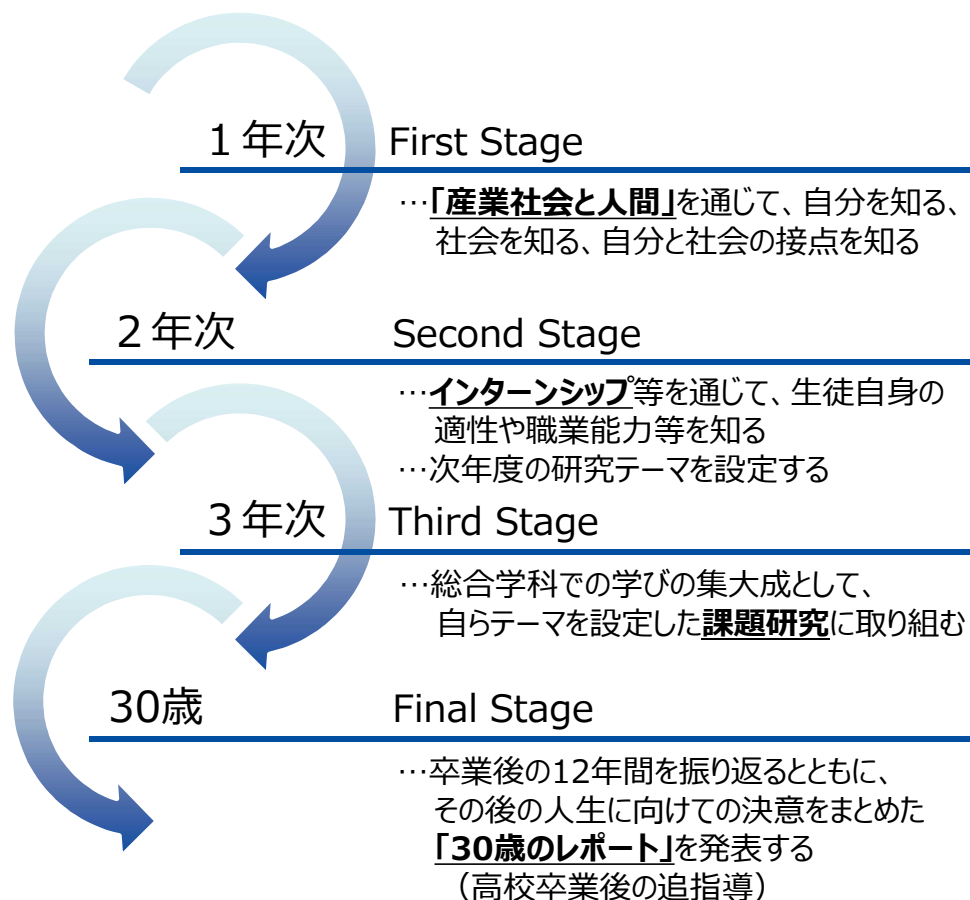 １年次 First Stage
…「産業社会と人間」を通じて、自分を知る、
社会を知る、自分と社会の接点を知る
２年次 Second Stage
…インターンシップ等を通じて、生徒自身の
適性や職業能力等を知る
…次年度の研究テーマを設定する
３年次 Third Stage
…総合学科での学びの集大成として、
自らテーマを設定した課題研究に取り組む
30歳 Final Stage
…卒業後の12年間を振り返るとともに、
その後の人生に向けての決意をまとめた
「30歳のレポート」を発表する
（高校卒業後の追指導）